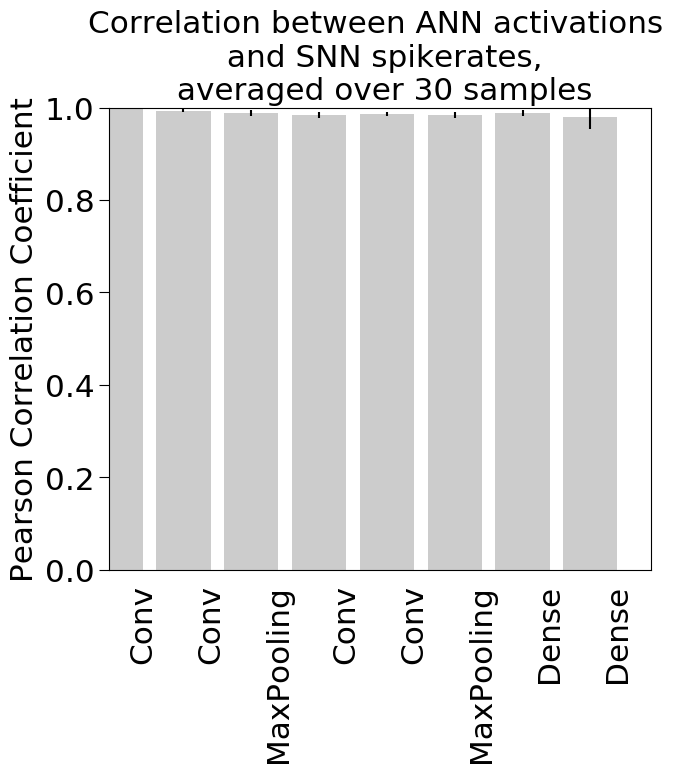 Correlation between ANN activations
and SNN spikerates,
averaged over 30 samples
Pearson Correlation Coefficient
1.0
0.8
0.6
0.4
0.2
0.0
Conv
Conv
MaxPooling
Conv
Conv
MaxPooling
Dense
Dense